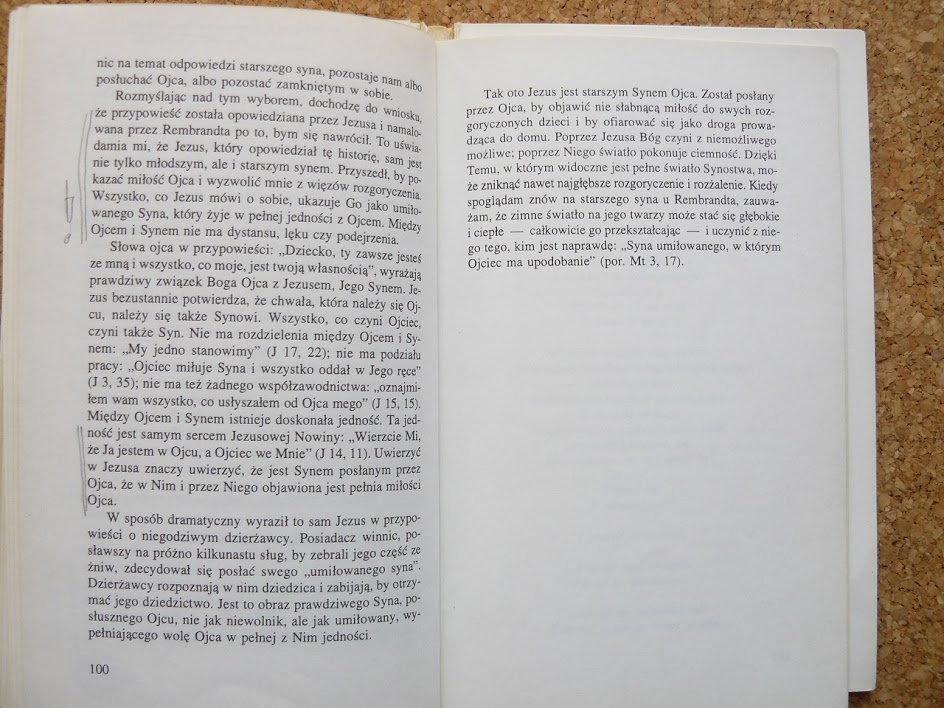 nic na temat odpowiedzi starszego syna, pozostaje nam albo
posłuchać Ojca, albo pozostać zamkniętym w sobie.
Rozmyślając nad tym wyborem, dochodzę do wniosku,
że przypowieść została opowiedziana przez Jezusa i namalo-
wana przez Rembrandta po to, bym się nawrócił. To uświa-
damia mi, że Jezus, który opowiedział tę historię, sam jest
nie tylko młodszym, ale i starszym synem. Przyszedł, by po-
kazać miłość Ojca i wyzwolić mnie z więzów rozgoryczenia.
Wszystko, co Jezus mówi o sobie, ukazuje Go jako umiło-
wanego Syna, który żyje w pełnej jedności z Ojcem. Między
Ojcem i Synem nie ma dystansu, lęku czy podejrzenia.
Słowa ojca w przypowieści: „Dziecko, ty zawsze jesteś
ze mną i wszystko, co moje, jest twoją własnością”, wyrażają
prawdziwy związek Boga Ojca z Jezusem, Jego Synem. Je-
zus bezustannie potwierdza, że chwała, która należy się Oj-
cu, należy się także Synowi. Wszystko, co czyni Ojciec,
czyni także Syn. Nie ma rozdzielenia między Ojcem i Sy-
nem: „My jedno stanowimy” (J 17, 22); nie ma podziału
pracy: „Ojciec miłuje Syna i wszystko oddał w Jego ręce”
(J 3, 35); nie ma też żadnego współzawodnictwa: „oznajmi-
łem wam wszystko, co usłyszałem od Ojca mego” (J 15, 15).
Między Ojcem i Synem istnieje doskonała jedność. Ta jed-
ność jest samym sercem Jezusowej Nowiny: „Wierzcie Mi,
że Ja jestem w Ojcu, a Ojciec we Mnie” (J 14, 11). Uwierzyć
w Jezusa znaczy uwierzyć, że jest Synem posłanym przez
Ojca, że w Nim i przez Niego objawiona jest pełnia miłości
Ojca.
W sposób dramatyczny wyraził to sam Jezus w przypo-
wieści o niegodziwym dzierżawcy. Posiadacz winnic, po-
sławszy na próżno kilkunastu sług, by zebrali jego część ze
żniw, zdecydował się posłać swego „umiłowanego syna”.
Dzierżawcy rozpoznają w nim dziedzica i zabijają, by otrzy-
mać jego dziedzictwo. Jest to obraz prawdziwego Syna, po-
słusznego Ojcu, nie jak niewolnik, ale jak umiłowany, wy-
pełniającego wolę Ojca w pełnej z Nim jedności.
100
Tak oto Jezus jest starszym Synem Ojca. Został posłany
przez Ojca, by objawić nie słabnącą miłość do swych roz-
goryczonych dzieci i by ofiarować się jako droga prowa-
dząca do domu. Poprzez Jezusa Bóg czyni z niemożliwego
możliwe; poprzez Niego światło pokonuje ciemność. Dzięki
Temu, w którym widoczne jest pełne światło Synostwa, mo-
że zniknąć nawet najgłębsze rozgoryczenie i rozżalenie. Kiedy
spoglądam znów na starszego syna u Rembrandta, zauwa-
żam, że zimne światło na jego twarzy może stać się głębokie
i ciepłe — całkowicie go przekształcając — i uczynić z nie-
go tego, kim jest naprawdę: „Syna umiłowanego, w którym
Ojciec ma upodobanie” (por. Mt 3, 17).